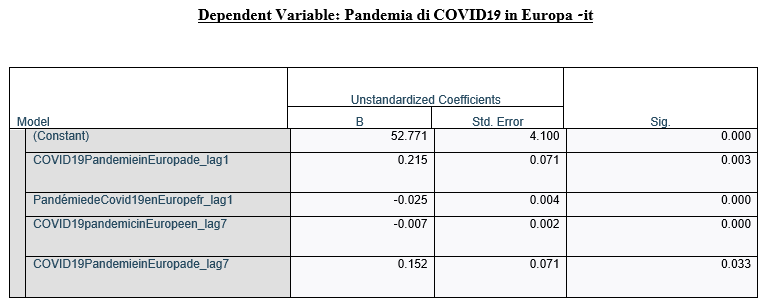 Dependent Variable: Pandemia di COVID19 in Europa -it
Unstandardized Coefficients
Model B Std. Error Sig.
(Constant) 52.771 4.100 0.000
COVID19PandemieinEuropade_lag1 0.215 0.071 0.003
PandémiedeCovid19enEuropefr_lag1 -0.025 0.004 0.000
COVID19pandemicinEuropeen_lag7 -0.007 0.002 0.000
COVID19PandemieinEuropade_lag7 0.152 0.071 0.033